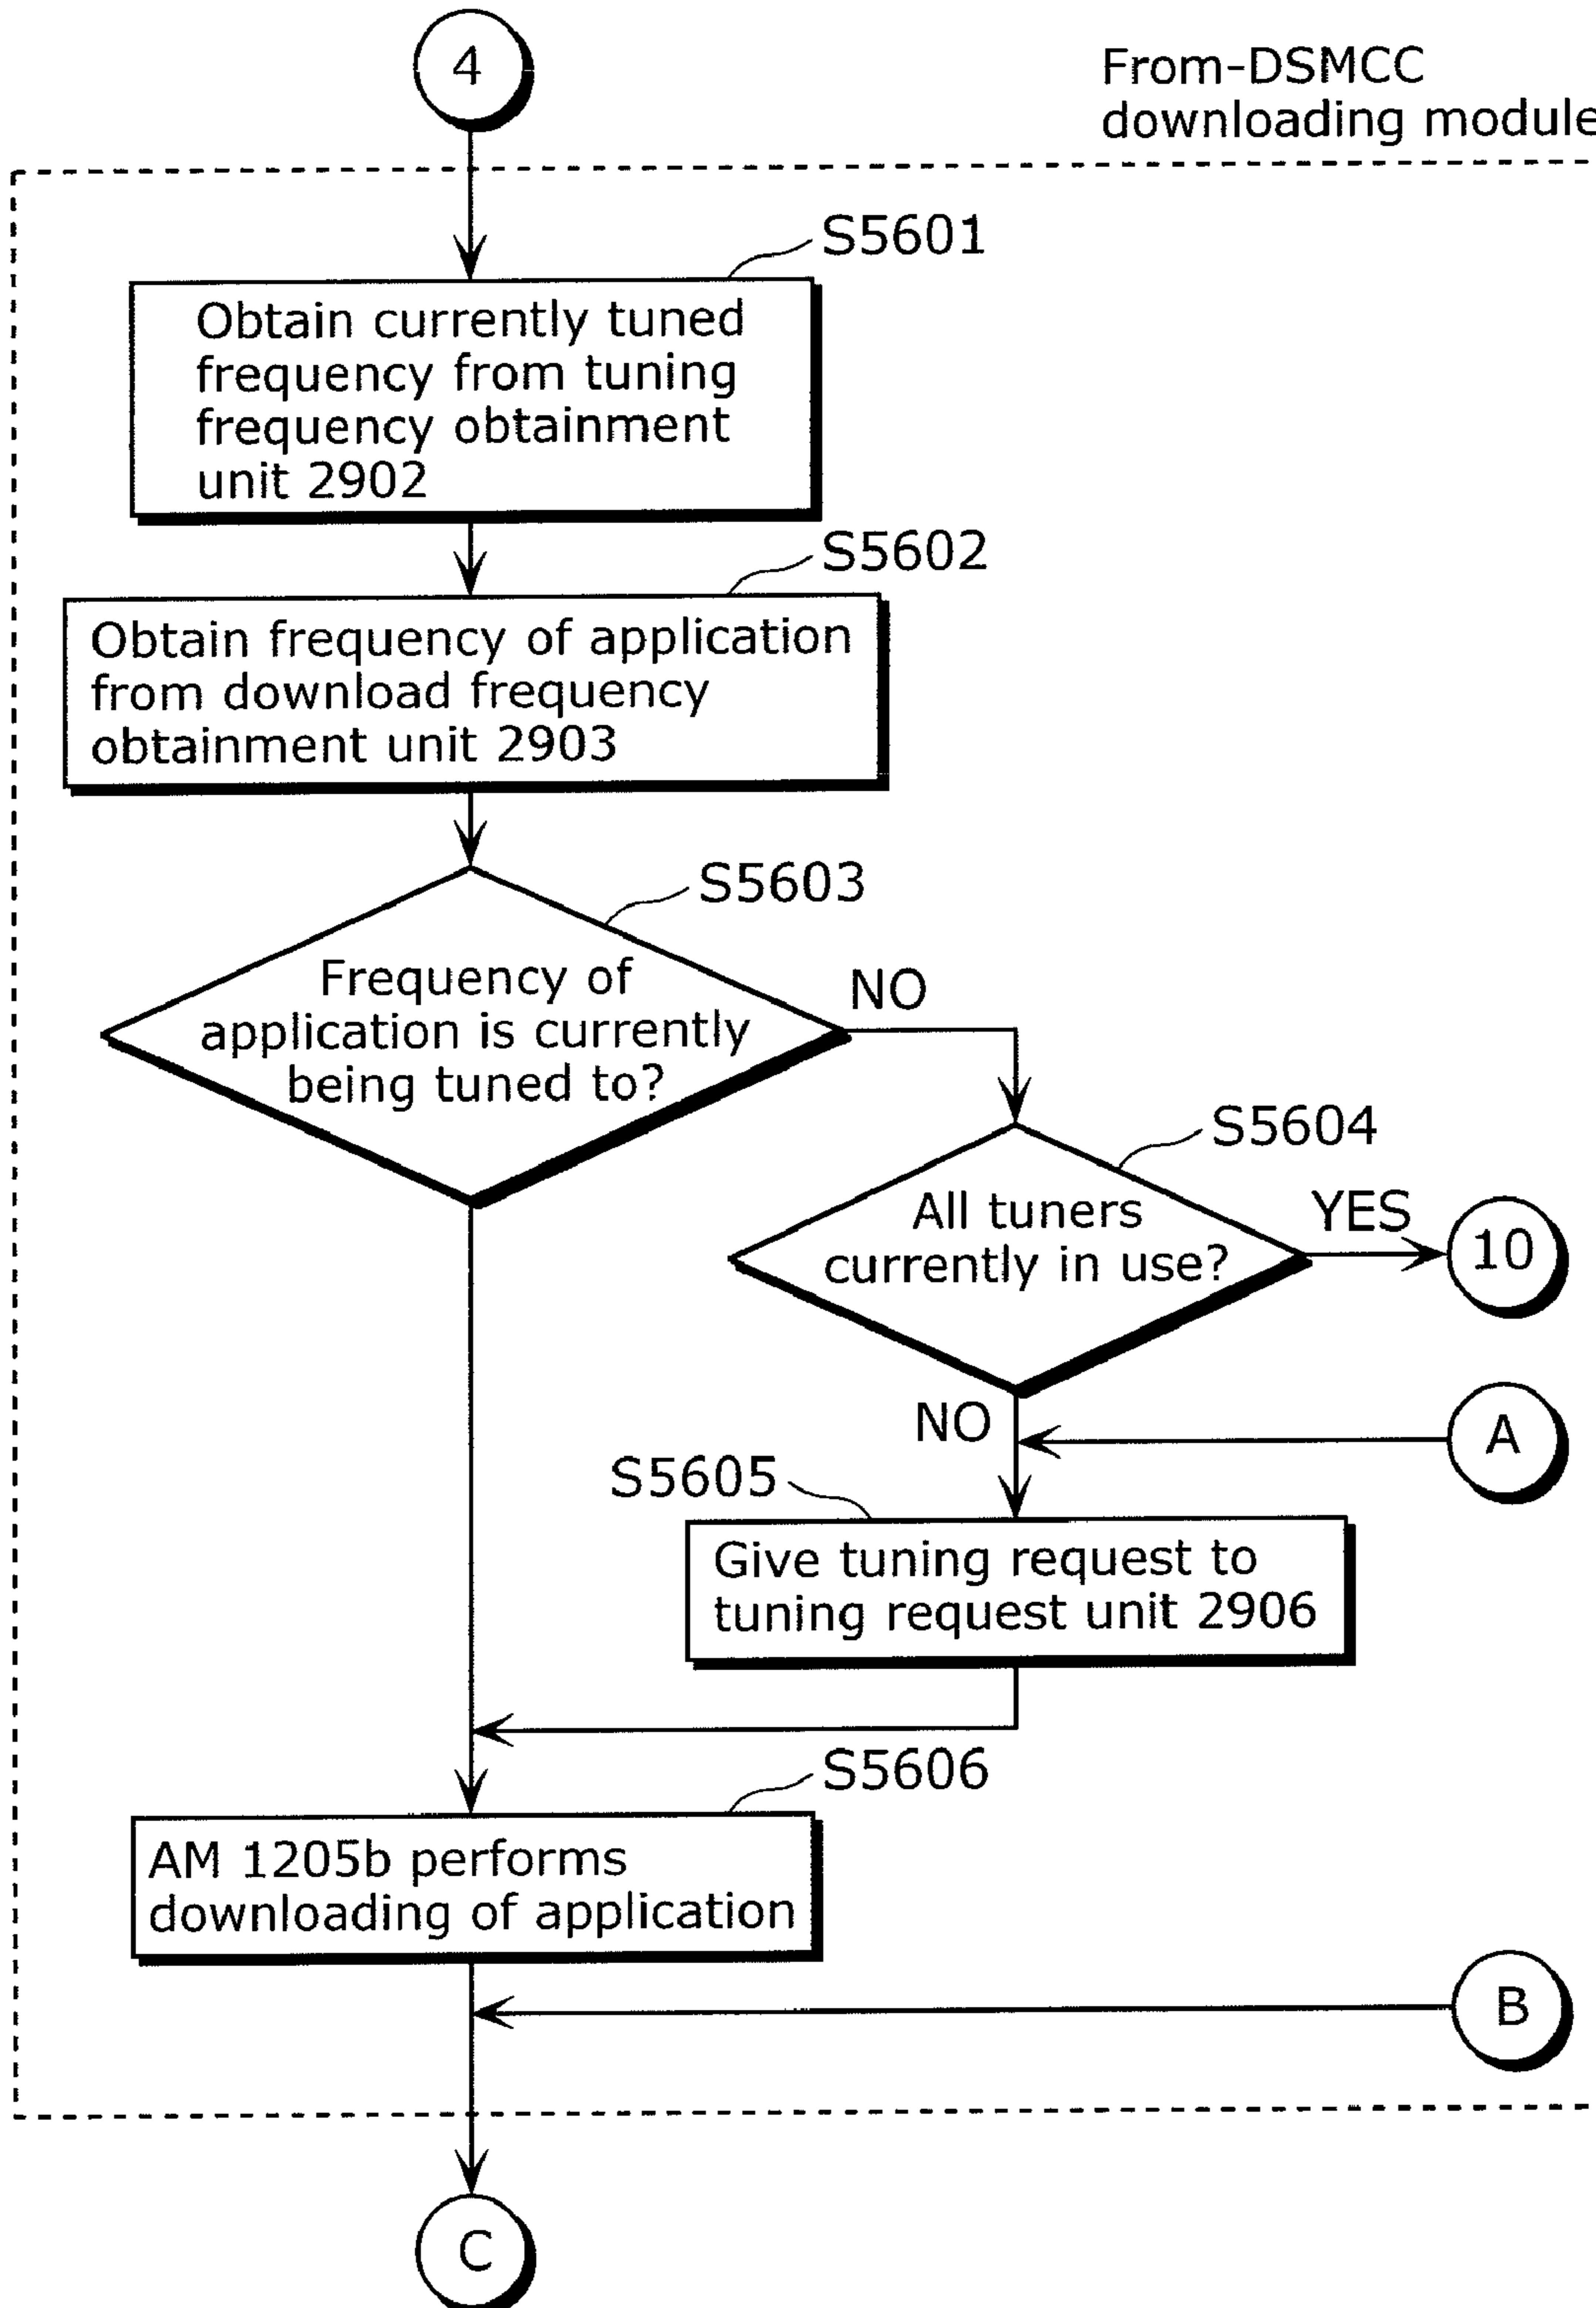 4
From-DSMCC
downloading module
S5601
Obtain currently tuned
frequency from tuning
frequency obtainment
unit 2902
S5602
Obtain frequency of application
from download frequency
obtainment unit 2903
S5603
Frequency of
application is currently
being tuned to?
NO
S5604
All tuners
currently in use?
YES
10
NO
A
S5605
Give tuning request to
tuning request unit 2906
S5606
AM 1205b performs
downloading of application
B
C